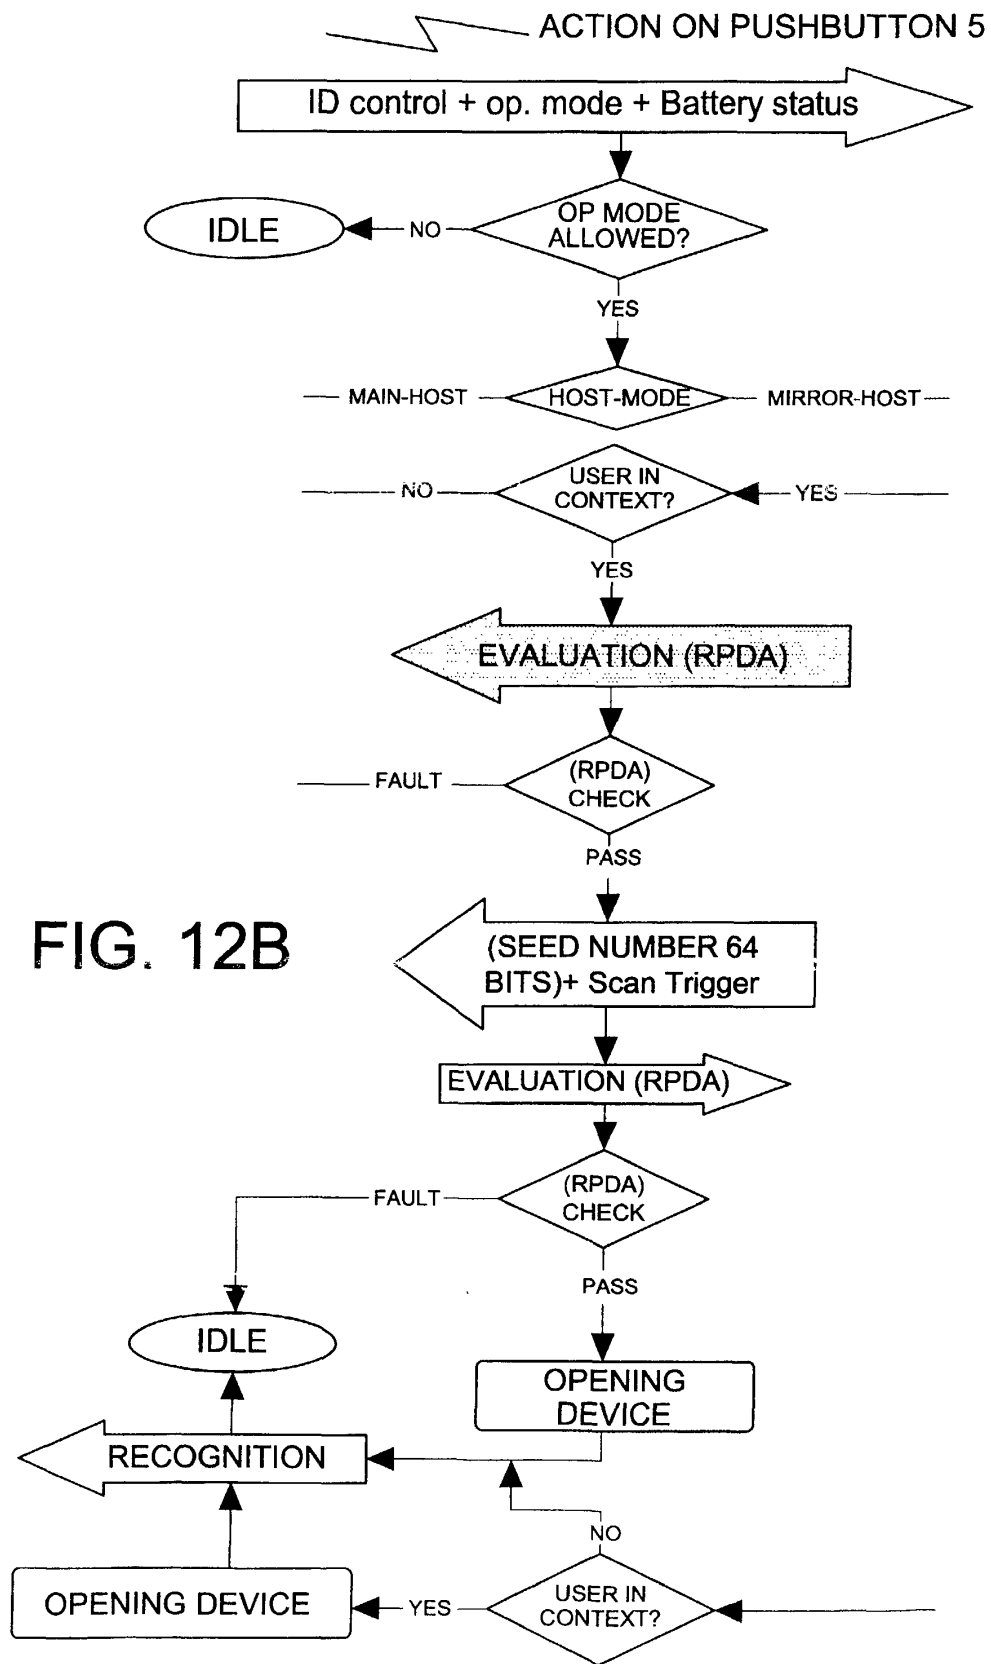 ACTION ON PUSHBUTTON 5
ID control + op. mode + Battery status
OP MODE
ALLOWED?
IDLE
NO
YES
MAIN-HOST
HOST-MODE
MIRROR-HOST
USER IN
CONTEXT?
NO
YES
YES
EVALUATION (RPDA)
(RPDA)
CHECK
FAULT
PASS
FIG. 12B
(SEED NUMBER 64
BITS)+ Scan Trigger
EVALUATION (RPDA)
(RPDA)
CHECK
FAULT
PASS
IDLE
OPENING
DEVICE
RECOGNITION
NO
OPENING DEVICE
YES
USER IN
CONTEXT?